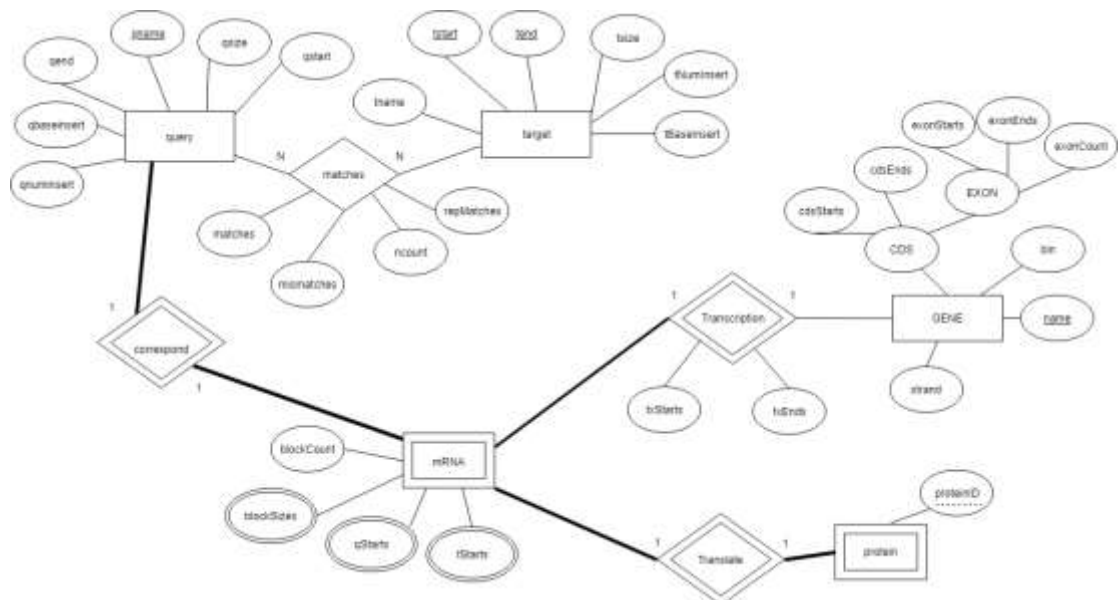 qname
qsize
qend
qstart
qbaseinsert
query
qnuminsert
tstart
tend
tsize
tNumInsert
tname
target
tBaseInsert
N
N
matches
matches
repMatches
ncount
mismatches
exonStarts
exonEnds
exonCount
cdsEnds
EXON
cdsStarts
CDS
bin
GENE
name
strand
1
1
Transcription
txStarts
txEnds
1
correspond
1
blockCount
mRNA
blockSizes
qStarts
tStarts
1
1
Translate
proteinID
protein